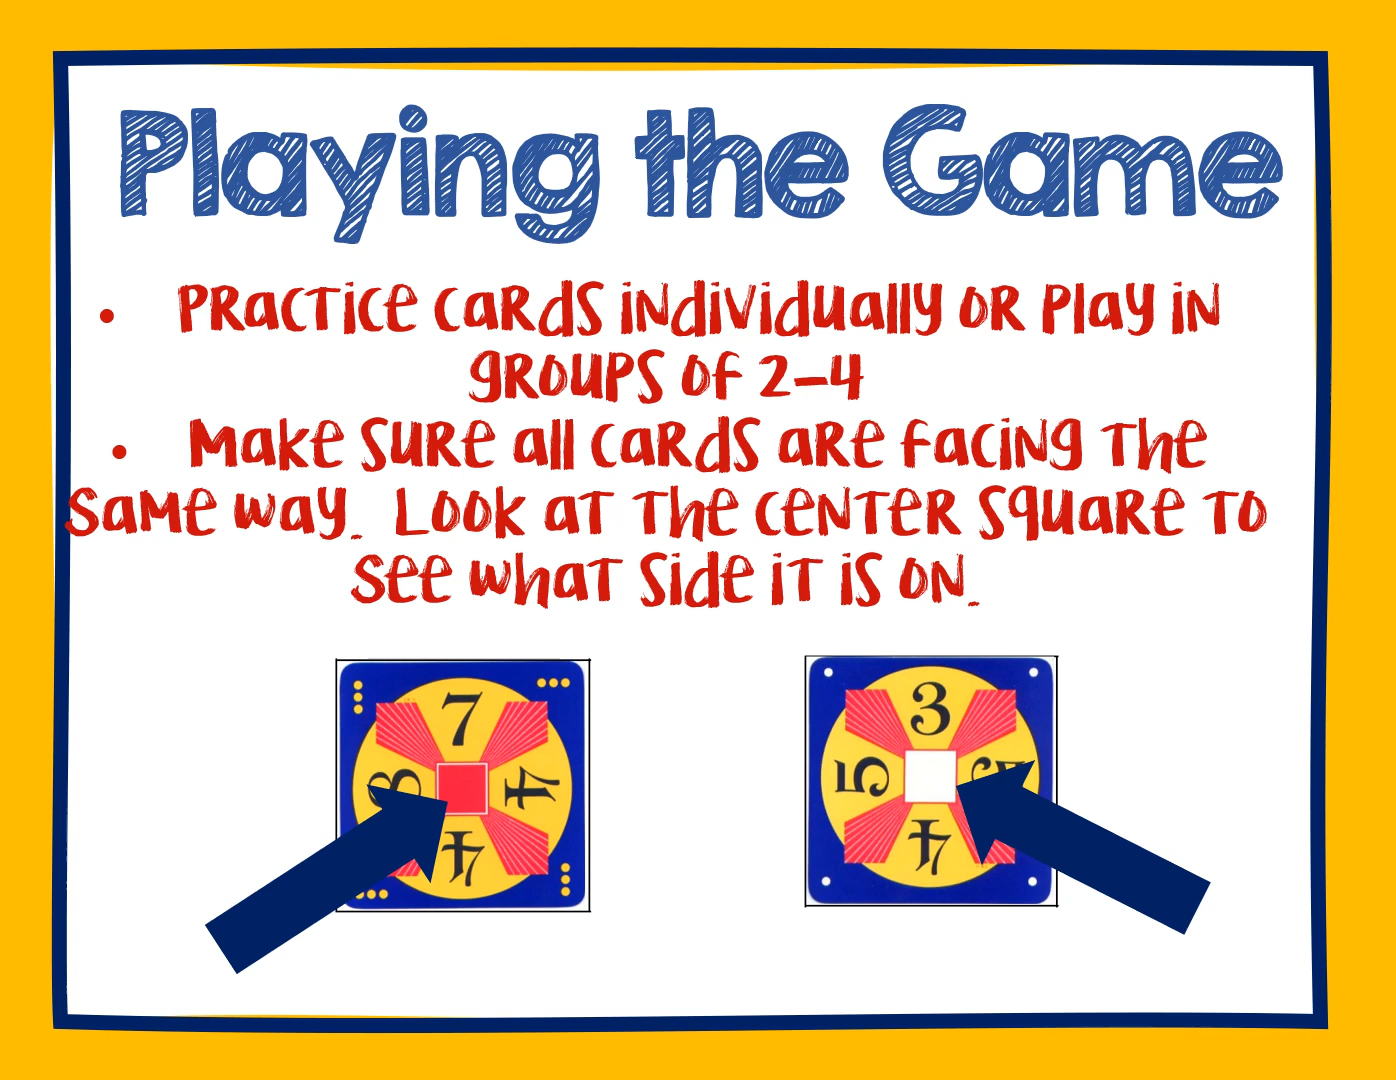 Playing the Game
• Practice cards individually or play in
groups of 2-4
• Make sure all cards are facing the
same way. Look at the center square to
see what side it is on.
7
8 4
4
3
5 5
4